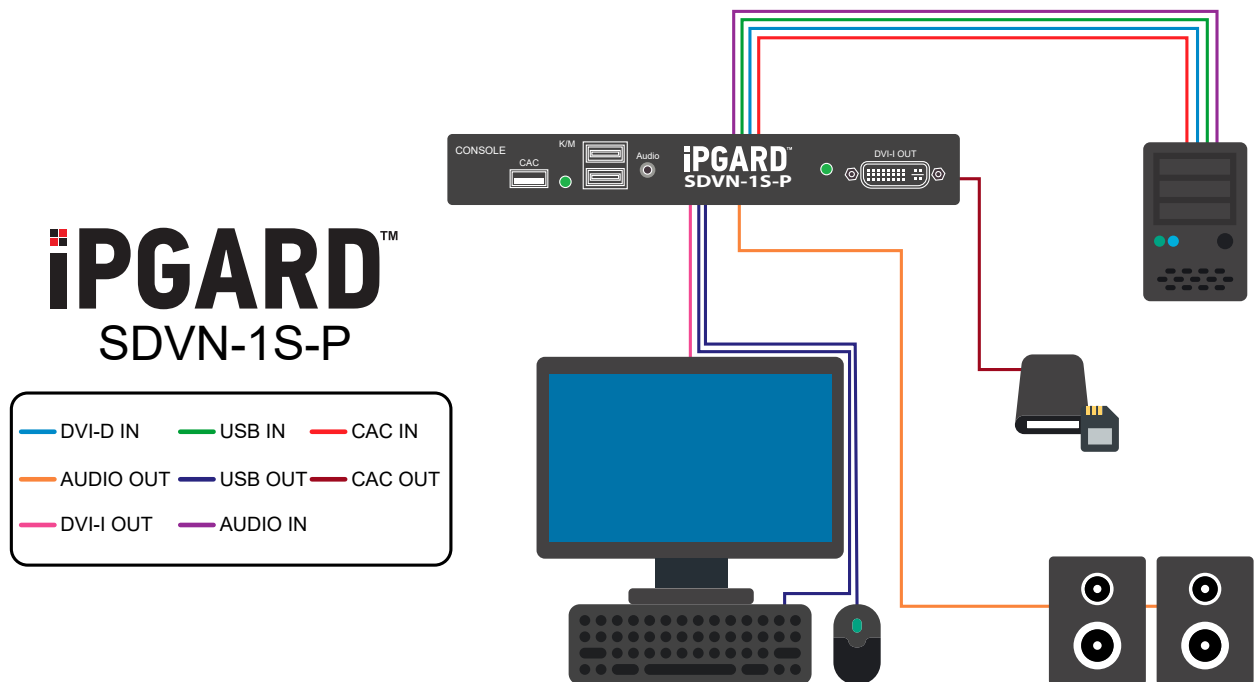 CONSOLE
CAC
K/M
Audio
iPGARD™
SDVN-1S-P
DVI-I OUT
iPGARD™
SDVN-1S-P
DVI-D IN USB IN CAC IN
AUDIO OUT USB OUT CAC OUT
DVI-I OUT AUDIO IN